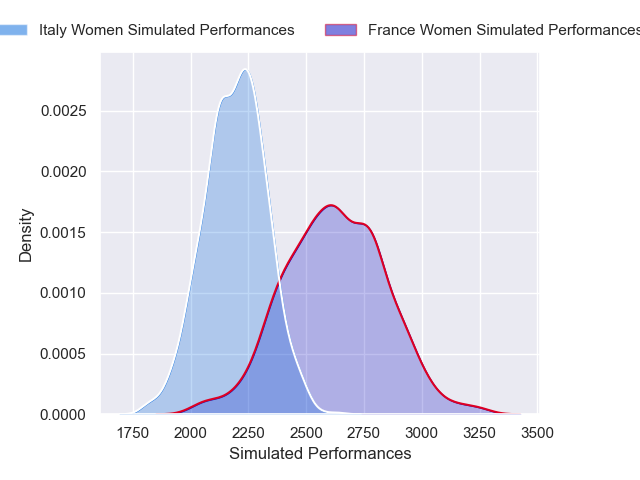 Italy Women Simulated Performances France Women Simulated Performances
0.0025
0.0020
0.0015
0.0010
0.0005
0.0000
Density
1750 2000 2250 2500 2750 3000 3250 3500
Simulated Performances